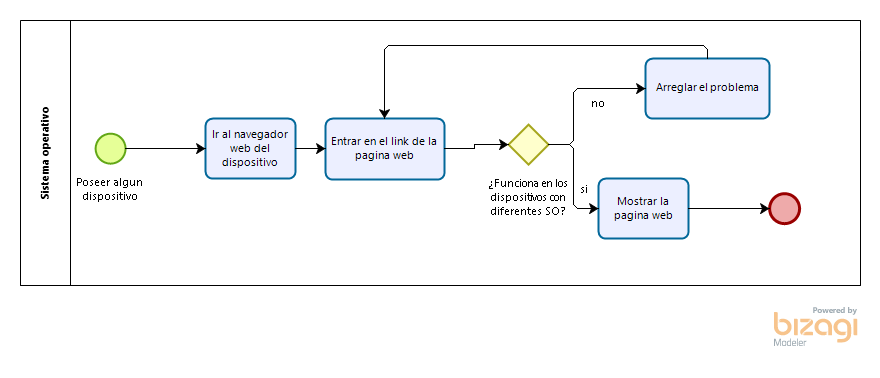 Sistema operativo
Poseer algun
dispositivo
Ir al navegador
web del
dispositivo
Entrar en el link de la
pagina web
¿Funciona en los
dispositivos con
diferentes SO?
no
Arreglar el problema
si
Mostrar la
pagina web
Powered by
bizagi
Modeler